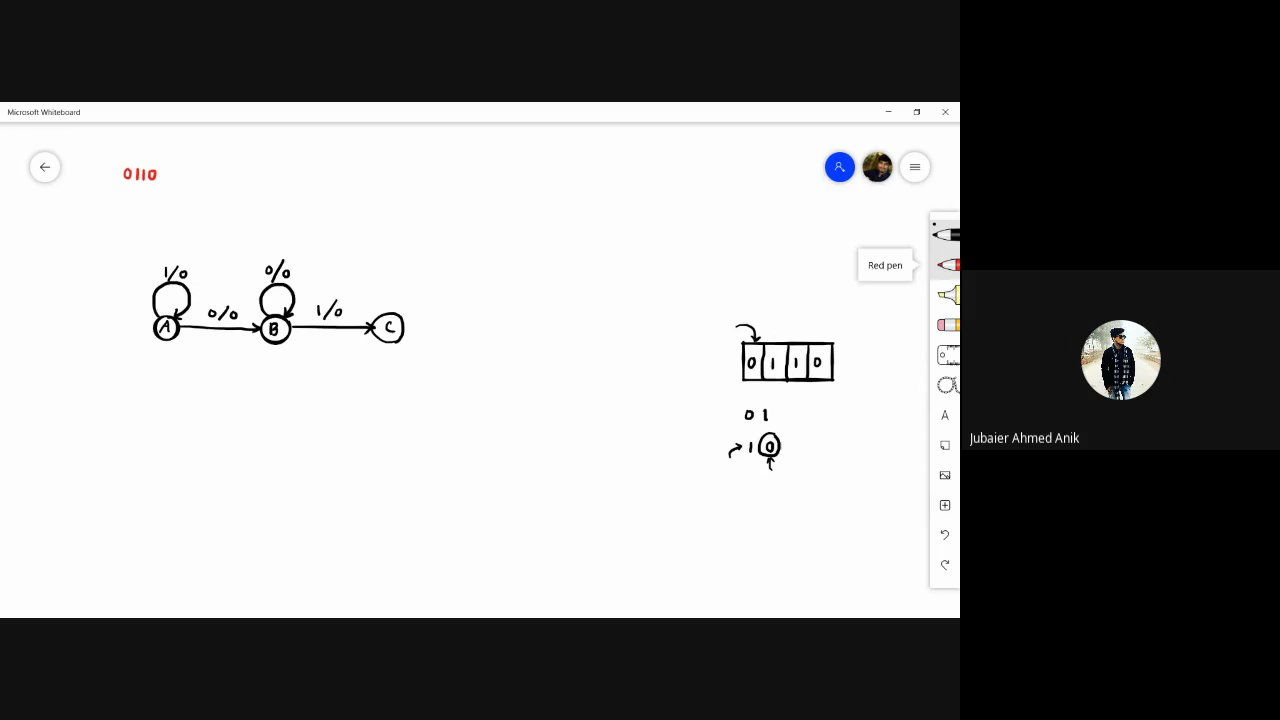 Microsoft Whiteboard
0110
Red pen
1/0
0/0
0/0
1/0
A
B
C
0 1 1 0
0 1
1 0
A
Jubaier Ahmed Anik